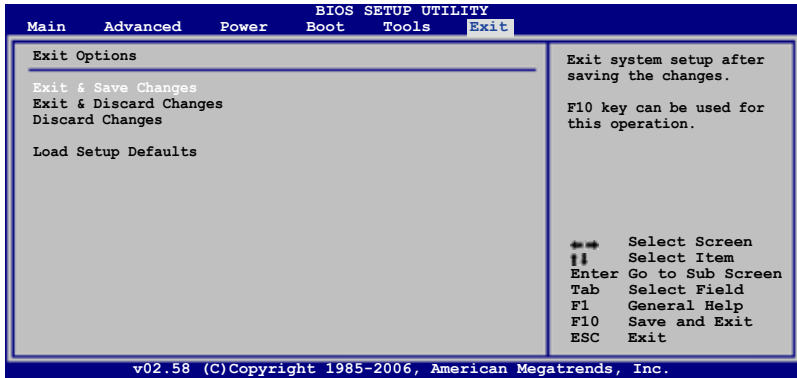 BIOS SETUP UTILITY
Main Advanced Power Boot Tools Exit
Exit Options
Exit & Save Changes
Exit & Discard Changes
Discard Changes
Load Setup Defaults
Exit system setup after
saving the changes.
F10 key can be used for
this operation.
Select Screen
Select Item
Enter Go to Sub Screen
Tab Select Field
F1 General Help
F10 Save and Exit
ESC Exit
v02.58 (C)Copyright 1985-2006, American Megatrends, Inc.